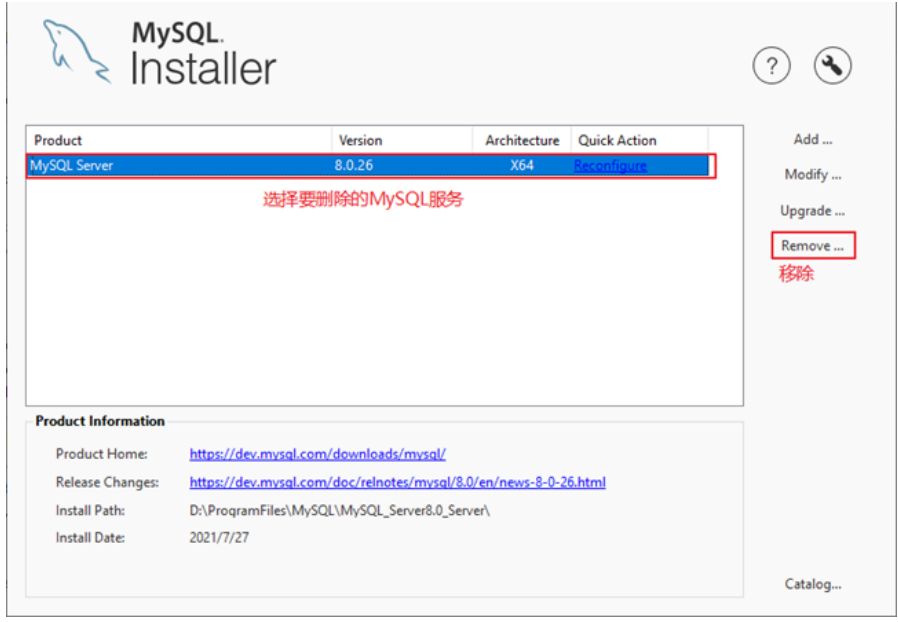 MySQL.
Installer
?
Product Version Architecture Quick Action
MySQL Server 8.0.26 X64 Reconfigure
选择要删除的MySQL服务
Add ...
Modify ...
Upgrade ...
Remove ...
移除
Product Information
Product Home: https://dev.mysql.com/downloads/mysql/
Release Changes: https://dev.mysql.com/doc/relnotes/mysql/8.0/en/news-8-0-26.html
Install Path: D:\ProgramFiles\MySQL\MySQL_Server8.0_Server\
Install Date: 2021/7/27
Catalog...